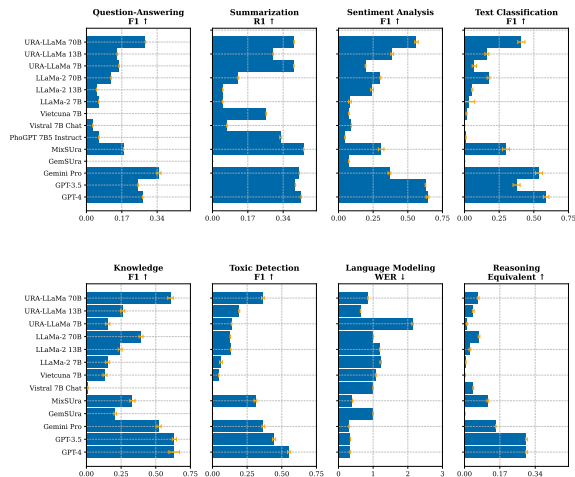 Question-Answering
F1 ↑
Summarization
R1 ↑
Sentiment Analysis
F1 ↑
Text Classification
F1 ↑
URA-LLaMa 70B
URA-LLaMa 13B
URA-LLaMa 7B
LLaMa-2 70B
LLaMa-2 13B
LLaMa-2 7B
Vietcuna 7B
Vistral 7B Chat
PhoGPT 7B5 Instruct
MixSUra
GemSUra
Gemini Pro
GPT-3.5
GPT-4
0.00 0.17 0.34
0.00 0.17 0.34
0.00 0.25 0.50 0.75
0.00 0.25 0.50 0.75
Knowledge
F1 ↑
Toxic Detection
F1 ↑
Language Modeling
WER ↓
Reasoning
Equivalent ↑
URA-LLaMa 70B
URA-LLaMa 13B
URA-LLaMa 7B
LLaMa-2 70B
LLaMa-2 13B
LLaMa-2 7B
Vietcuna 7B
Vistral 7B Chat
MixSUra
GemSUra
Gemini Pro
GPT-3.5
GPT-4
0.00 0.25 0.50 0.75
0.00 0.25 0.50 0.75
0 1 2 3
0.00 0.17 0.34